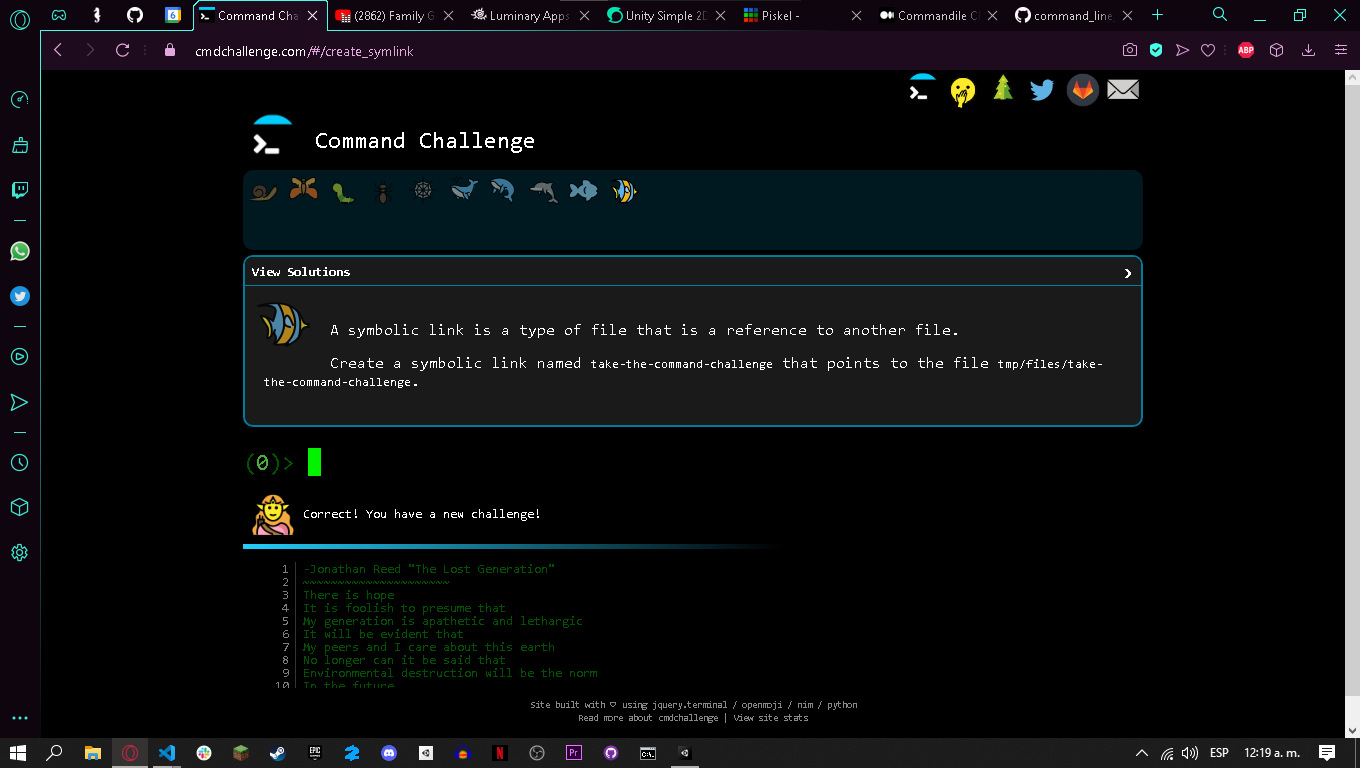 Command Cha
(2862) Family G
Luminary Apps
Unity Simple 2D
Piskel -
Commandile C
command_line
cmdchallenge.com/#/create_symlink
ABP
Command Challenge
View Solutions
A symbolic link is a type of file that is a reference to another file.
Create a symbolic link named take-the-command-challenge that points to the file tmp/files/take-
the-command-challenge.
(0)>
Correct! You have a new challenge!
1 -Jonathan Reed "The Lost Generation"
2 ~~~~~~~~~~~~~~~~~~~~~
3 There is hope
4 It is foolish to presume that
5 My generation is apathetic and lethargic
6 It will be evident that
7 My peers and I care about this earth
8 No longer can it be said that
9 Environmental destruction will be the norm
10 In the future
Site built with ♡ using jquery.terminal / openmoji / nim / python
Read more about cmdchallenge | View site stats
ESP
12:19 a. m.